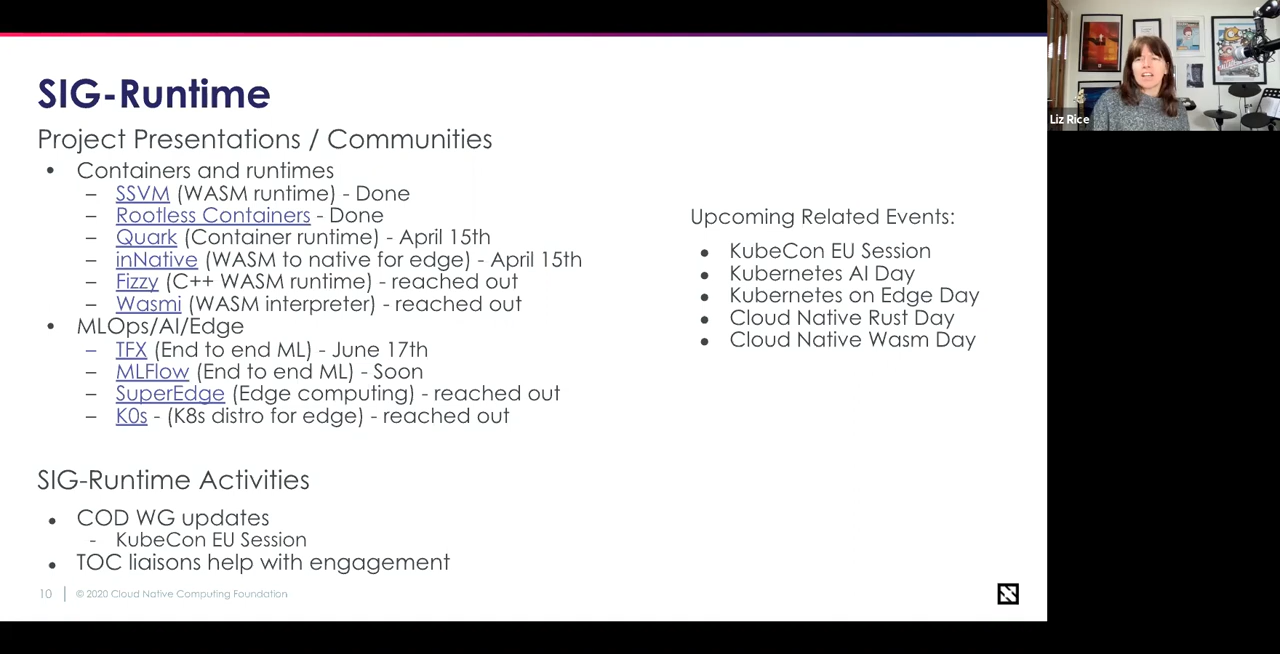 SIG-Runtime
Project Presentations / Communities
• Containers and runtimes
– SSVM (WASM runtime) - Done
– Rootless Containers - Done
– Quark (Container runtime) - April 15th
– inNative (WASM to native for edge) - April 15th
– Fizzy (C++ WASM runtime) - reached out
– Wasmi (WASM interpreter) - reached out
• MLOps/AI/Edge
– TFX (End to end ML) - June 17th
– MLFlow (End to end ML) - Soon
– SuperEdge (Edge computing) - reached out
– K0s - (K8s distro for edge) - reached out
SIG-Runtime Activities
• COD WG updates
- KubeCon EU Session
• TOC liaisons help with engagement
10 | © 2020 Cloud Native Computing Foundation
Upcoming Related Events:
• KubeCon EU Session
• Kubernetes AI Day
• Kubernetes on Edge Day
• Cloud Native Rust Day
• Cloud Native Wasm Day
Liz Rice